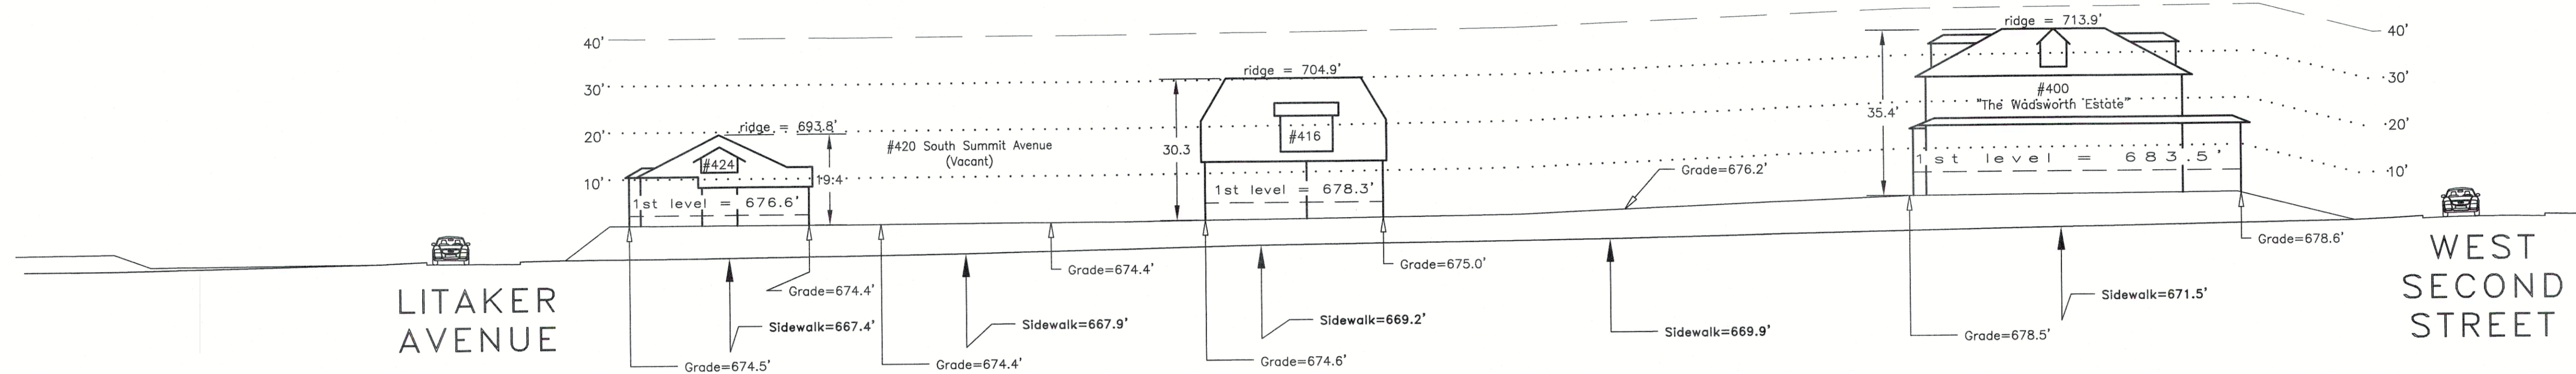 40'
30'
20'
10'
ridge = 693.8'
#424
19.4
1st level = 676.6'
#420 South Summit Avenue
(Vacant)
ridge = 704.9'
#416
30.3
1st level = 678.3'
Grade=676.2'
ridge = 713.9'
35.4'
#400
"The Wadsworth Estate"
1st level = 683.5'
40'
30'
20'
10'
LITAKER
AVENUE
Grade=674.5'
Sidewalk=667.4'
Grade=674.4'
Grade=674.4'
Sidewalk=667.9'
Grade=674.4'
Grade=674.6'
Sidewalk=669.2'
Grade=675.0'
Sidewalk=669.9'
Grade=678.5'
Sidewalk=671.5'
Grade=678.6'
WEST
SECOND
STREET